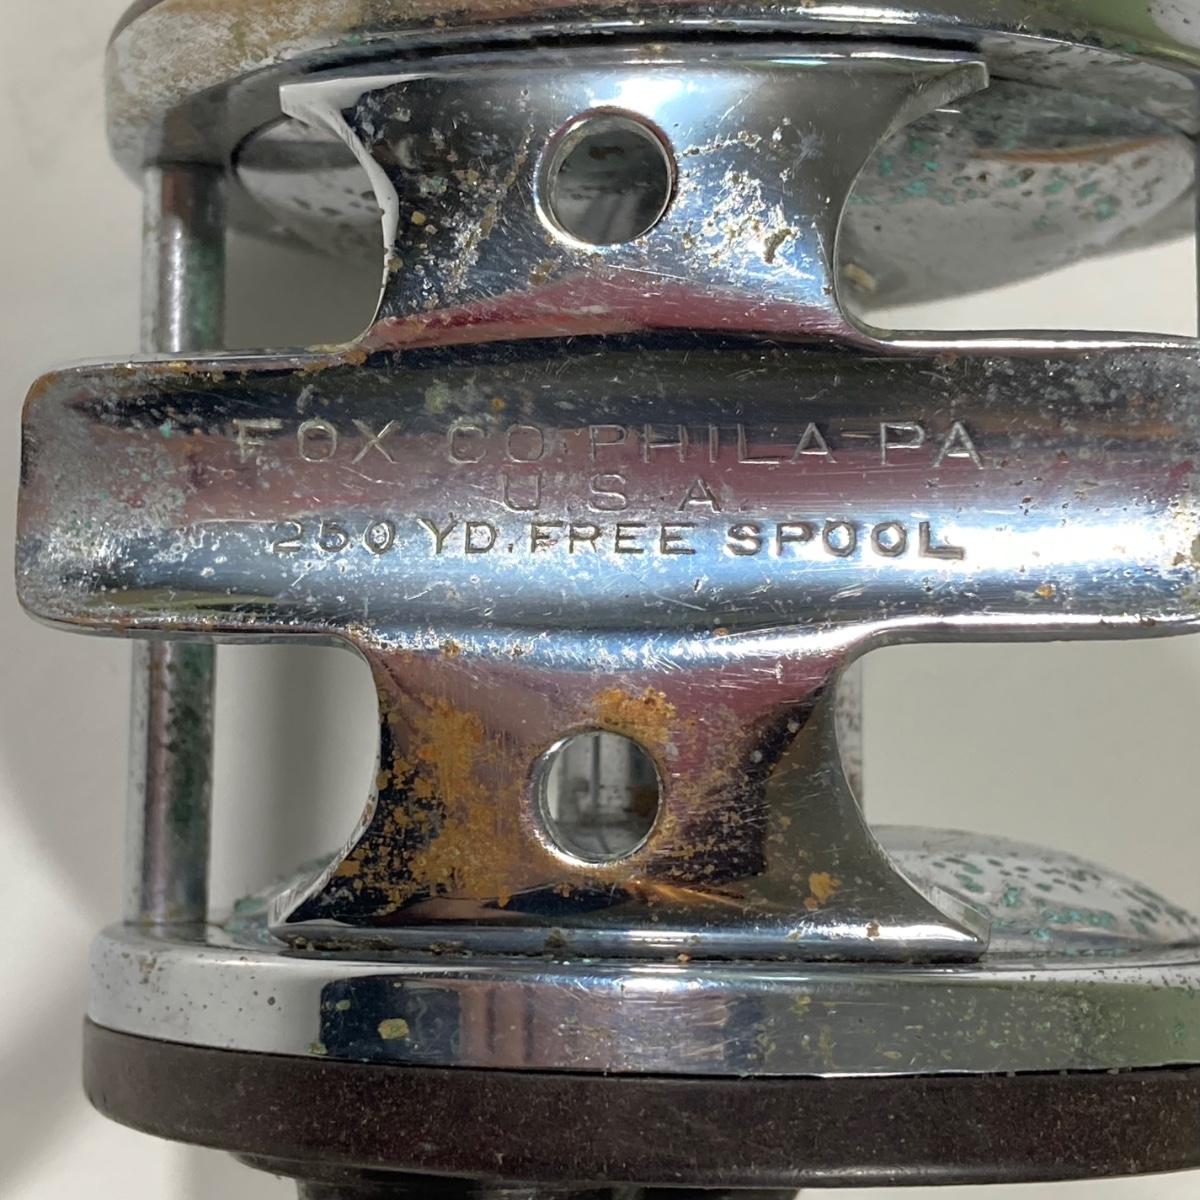 FOX CO. PHILA PA.
U.S.A.
250 YD. FREE SPOOL